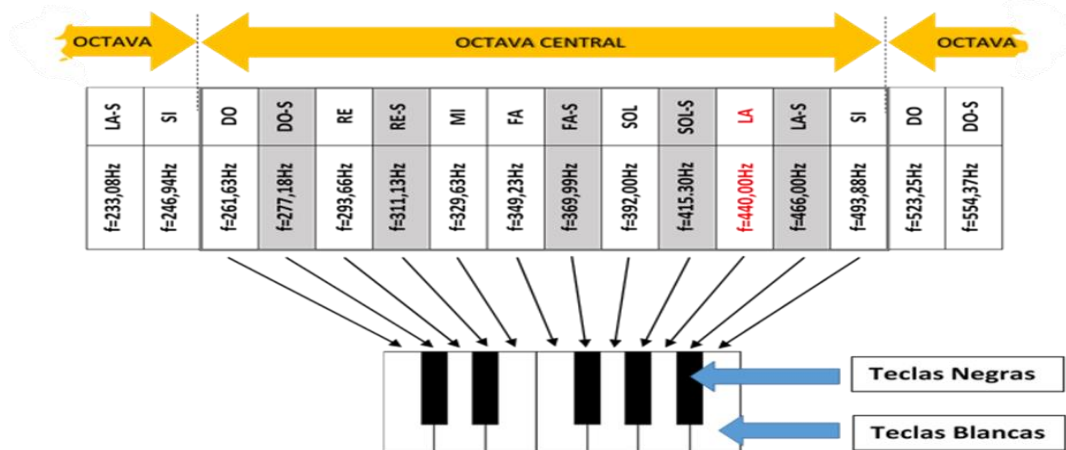 OCTAVA
OCTAVA CENTRAL
OCTAVA
LA-S
SI
DO
DO-S
RE
RE-S
MI
FA
FA-S
SOL
SOL-S
LA
LA-S
SI
DO
DO-S
f=233,08Hz
f=246,94Hz
f=261,63Hz
f=277,18Hz
f=293,66Hz
f=311,13Hz
f=329,63Hz
f=349,23Hz
f=369,99Hz
f=392,00Hz
f=415.30Hz
f=440,00Hz
f=466,00Hz
f=493,88Hz
f=523,25Hz
f=554,37Hz
Teclas Negras
Teclas Blancas